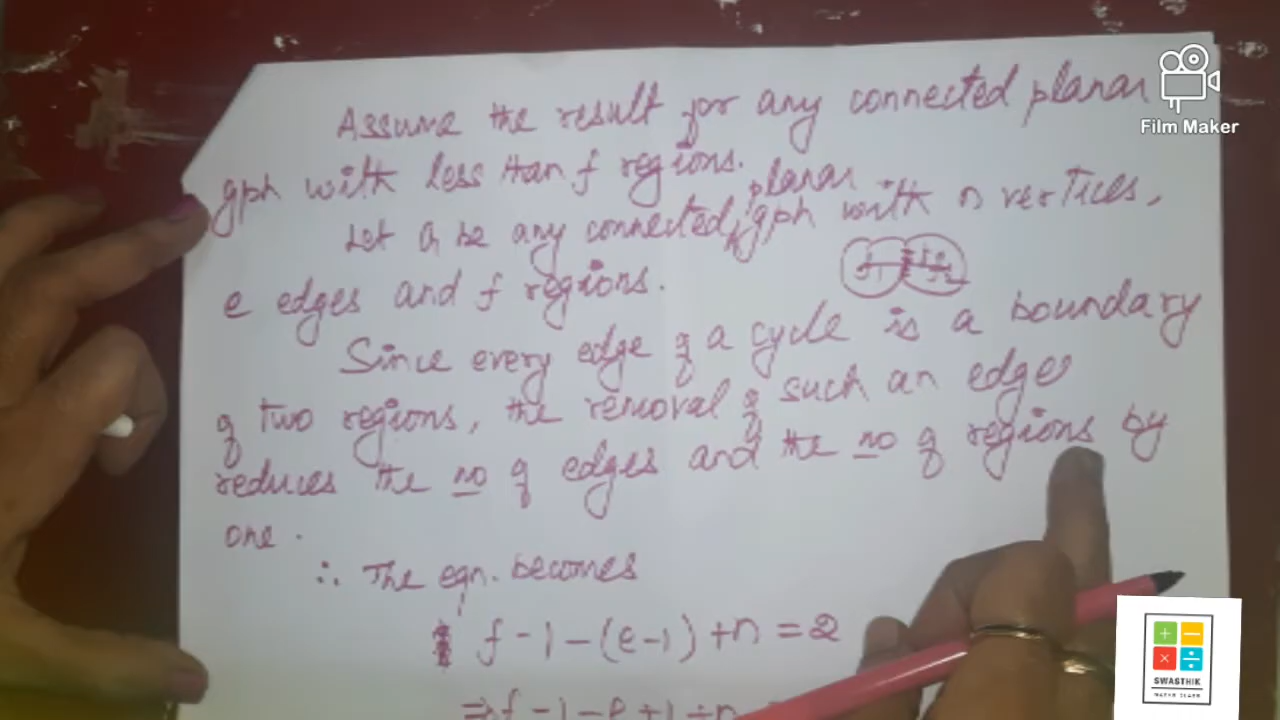 Assume the result for any connected planar
gph with less than f regions.
planar
Let G be any connected gph with n vertices,
e edges and f regions.
Since every edge of a cycle is a boundary
of two regions, the removal of such an edge
reduces the no of edges and the no of regions by
one.
∴ The eqn. becomes
f - 1 - (e - 1) + n = 2
⇒ f - 1 - e + 1 + n
Film Maker
SWASTHIK